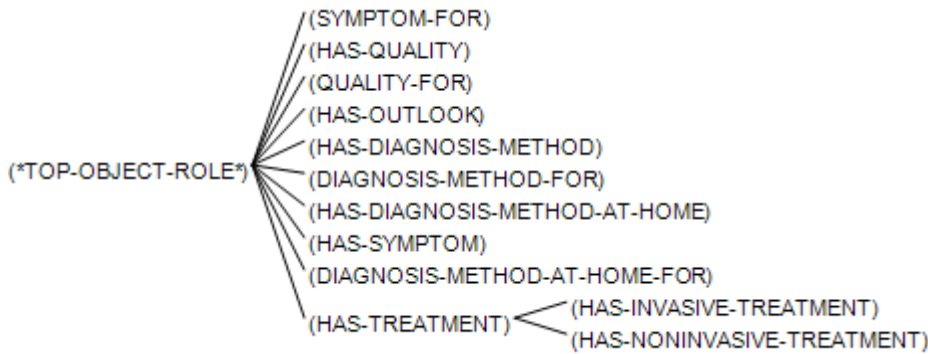 (SYMPTOM-FOR)
(HAS-QUALITY)
(QUALITY-FOR)
(HAS-OUTLOOK)
(HAS-DIAGNOSIS-METHOD)
(*TOP-OBJECT-ROLE*)
(DIAGNOSIS-METHOD-FOR)
(HAS-DIAGNOSIS-METHOD-AT-HOME)
(HAS-SYMPTOM)
(DIAGNOSIS-METHOD-AT-HOME-FOR)
(HAS-TREATMENT)
(HAS-INVASIVE-TREATMENT)
(HAS-NONINVASIVE-TREATMENT)